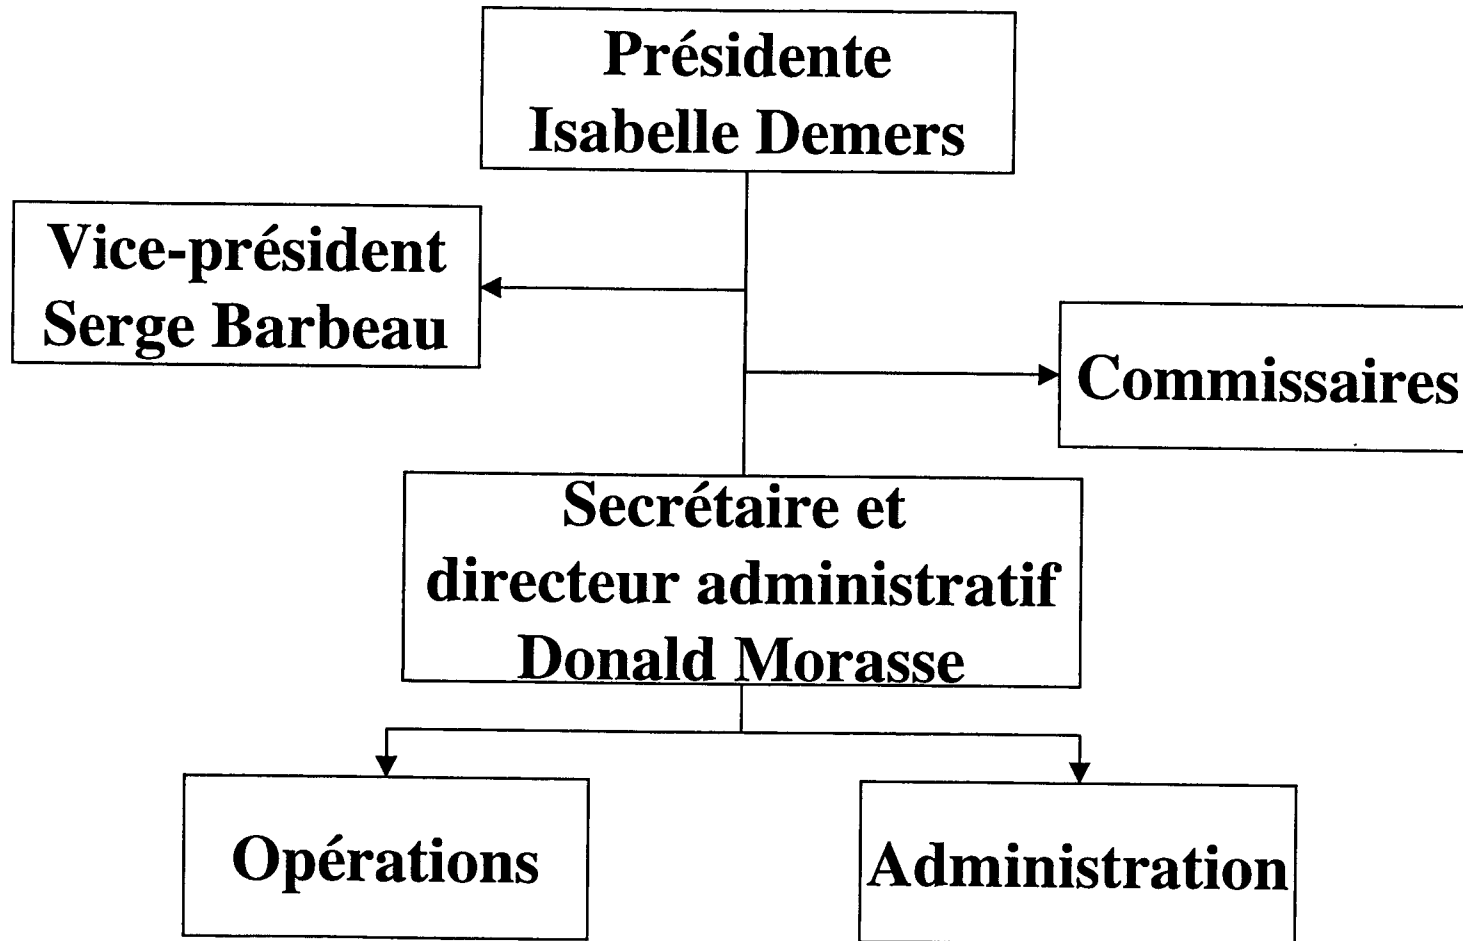 Présidente
Isabelle Demers
Vice-président
Serge Barbeau
Commissaires
Secrétaire et
directeur administratif
Donald Morasse
Opérations
Administration